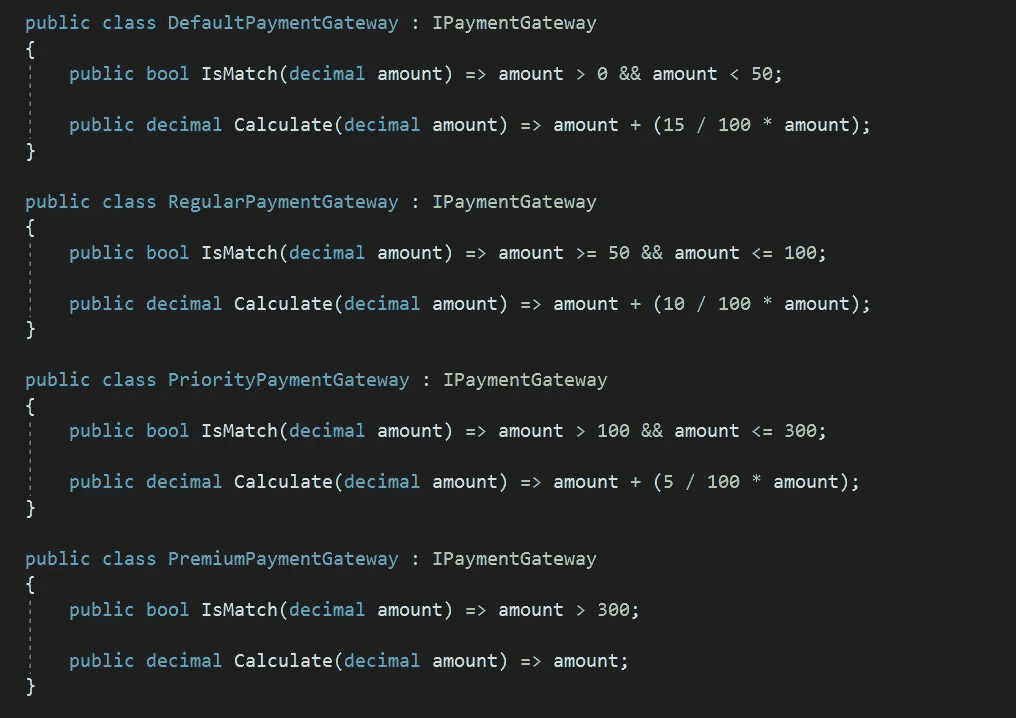 public class DefaultPaymentGateway : IPaymentGateway
{
    public bool IsMatch(decimal amount) => amount > 0 && amount < 50;
    public decimal Calculate(decimal amount) => amount + (15 / 100 * amount);
}
public class RegularPaymentGateway : IPaymentGateway
{
    public bool IsMatch(decimal amount) => amount >= 50 && amount <= 100;
    public decimal Calculate(decimal amount) => amount + (10 / 100 * amount);
}
public class PriorityPaymentGateway : IPaymentGateway
{
    public bool IsMatch(decimal amount) => amount > 100 && amount <= 300;
    public decimal Calculate(decimal amount) => amount + (5 / 100 * amount);
}
public class PremiumPaymentGateway : IPaymentGateway
{
    public bool IsMatch(decimal amount) => amount > 300;
    public decimal Calculate(decimal amount) => amount;
}